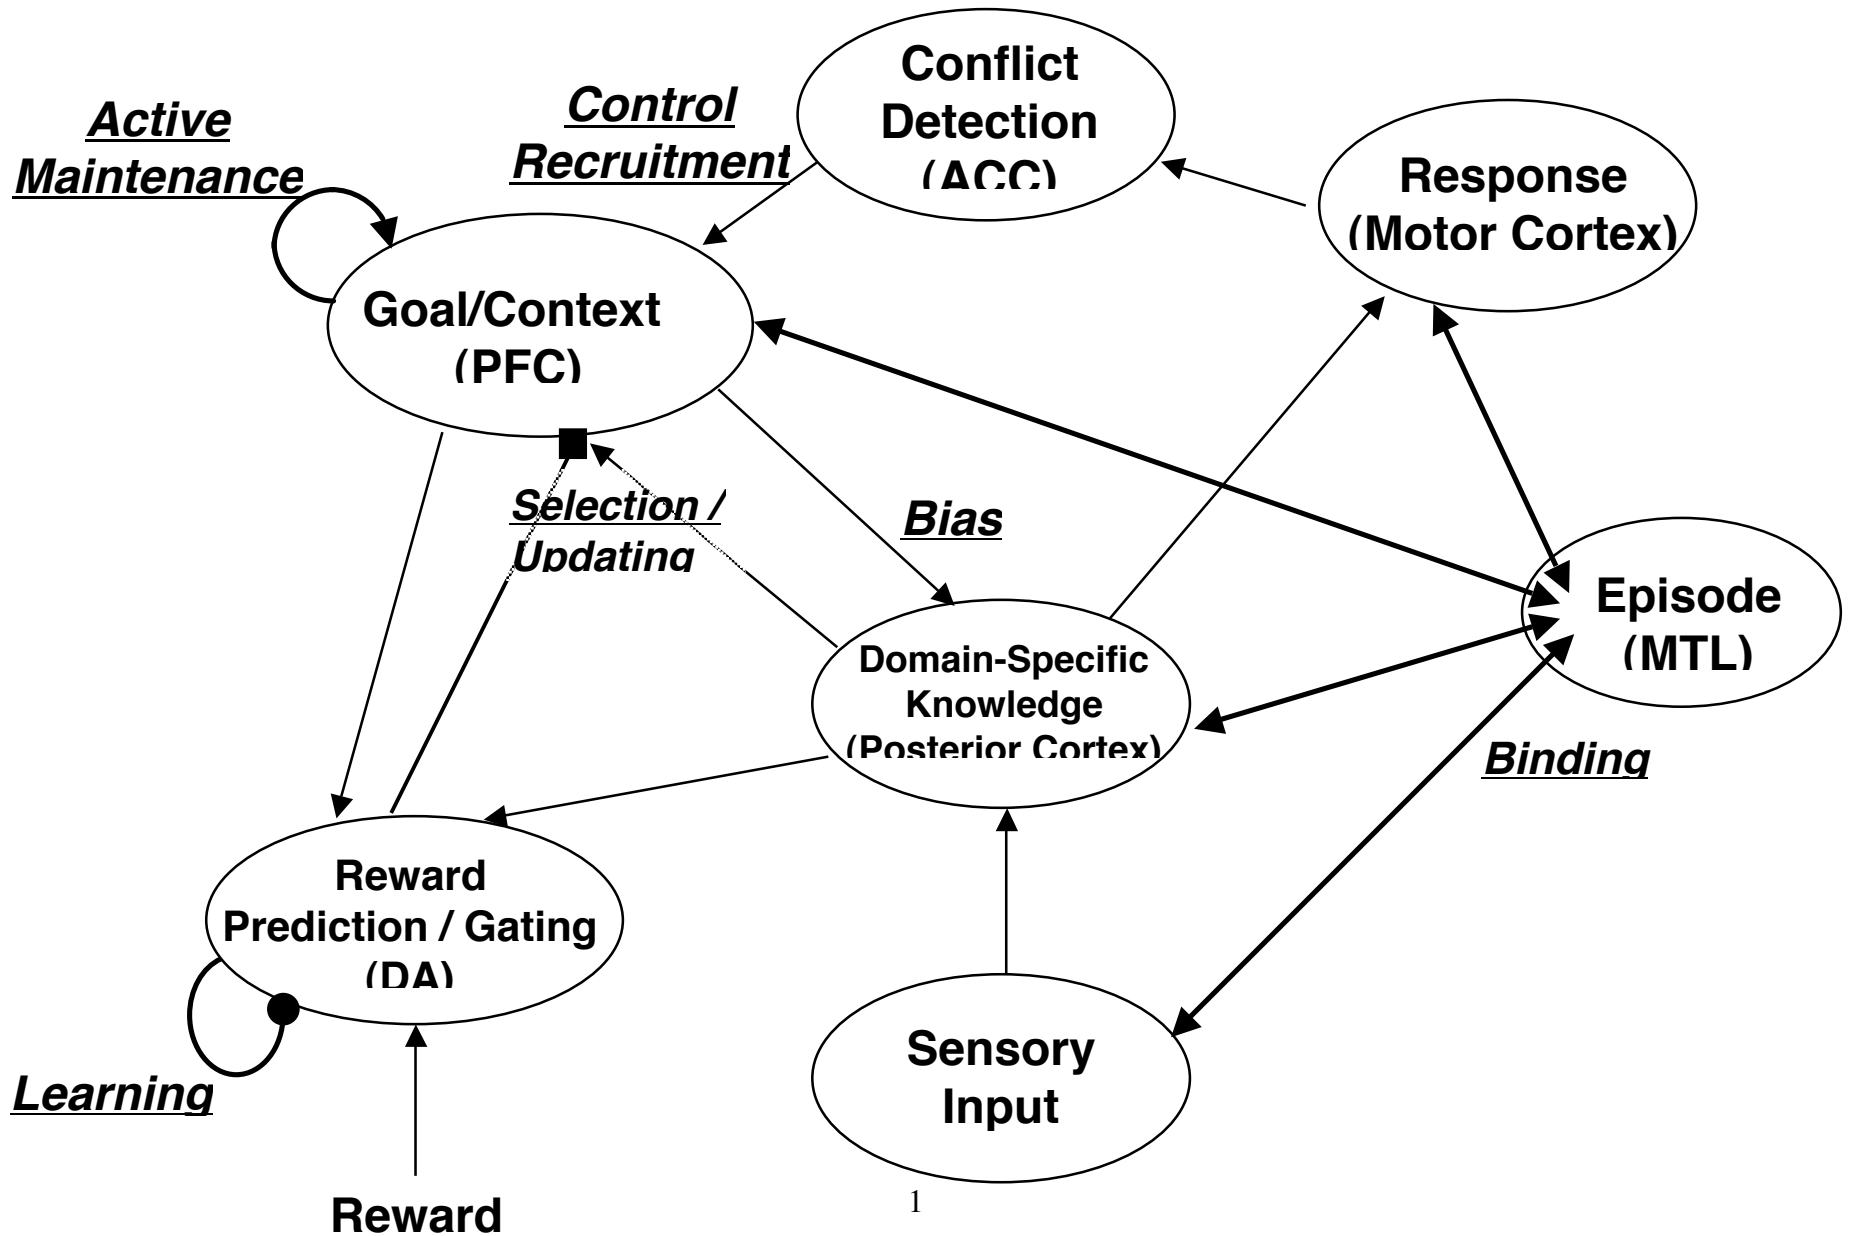 Conflict
Detection
(ACC)
Control
Recruitment
Active
Maintenance
Response
(Motor Cortex)
Goal/Context
(PFC)
Selection /
Updating
Bias
Episode
(MTL)
Domain-Specific
Knowledge
(Posterior Cortex)
Binding
Reward
Prediction / Gating
(DA)
Sensory
Input
Learning
Reward
1